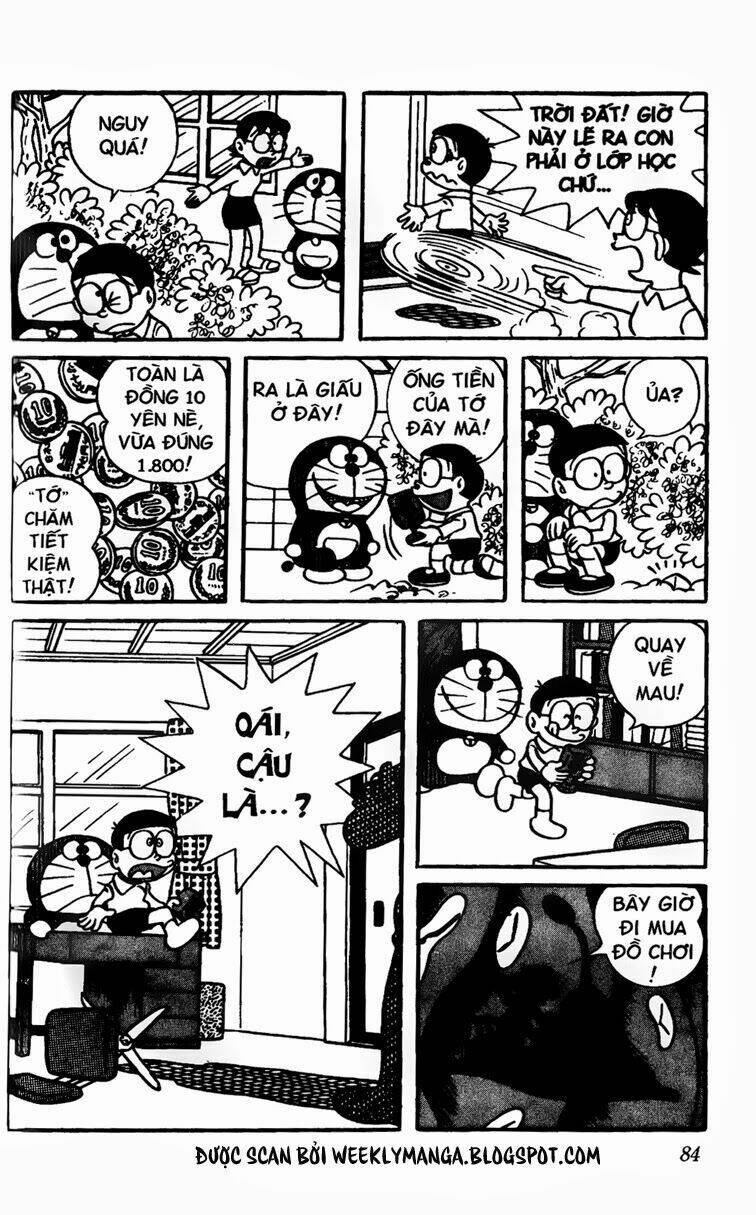 NGUY
QUÁ!
TRỜI ĐẤT! GIỜ
NÀY LẼ RA CON
PHẢI Ở LỚP HỌC
CHỨ...
TOÀN LÀ
ĐỒNG 10
YÊN NÈ,
VỪA ĐÚNG
1.800!
"TỚ"
CHĂM
TIẾT
KIỆM
THẬT!
RA LÀ GIẤU
Ở ĐÂY!
ỐNG TIỀN
CỦA TỚ
ĐÂY MÀ!
ỦA?
OÁI,
CẬU
LÀ...?
QUAY
VỀ
MAU!
BÂY GIỜ
ĐI MUA
ĐỒ CHƠI
!
ĐƯỢC SCAN BỞI WEEKLYMANGA.BLOGSPOT.COM
84